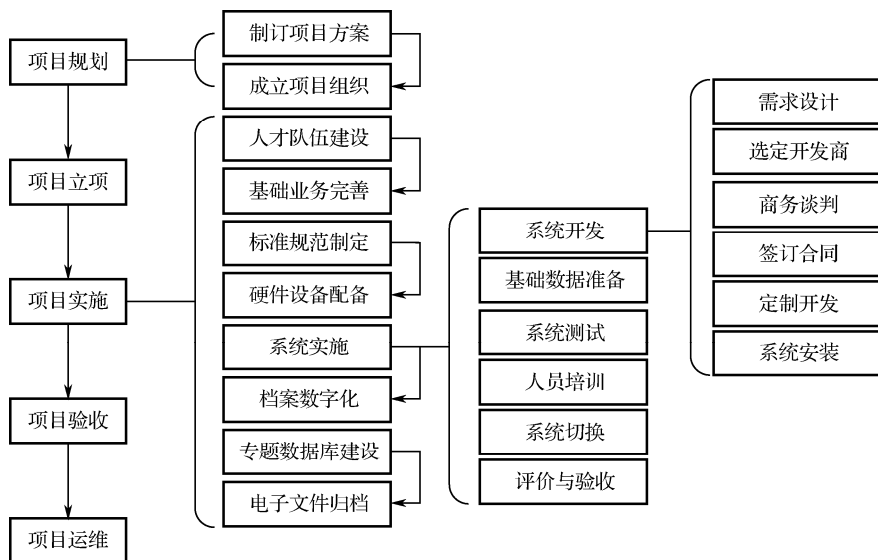 项目规划
项目立项
项目实施
项目验收
项目运维
制订项目方案
成立项目组织
人才队伍建设
基础业务完善
标准规范制定
硬件设备配备
系统实施
档案数字化
专题数据库建设
电子文件归档
系统开发
基础数据准备
系统测试
人员培训
系统切换
评价与验收
需求设计
选定开发商
商务谈判
签订合同
定制开发
系统安装